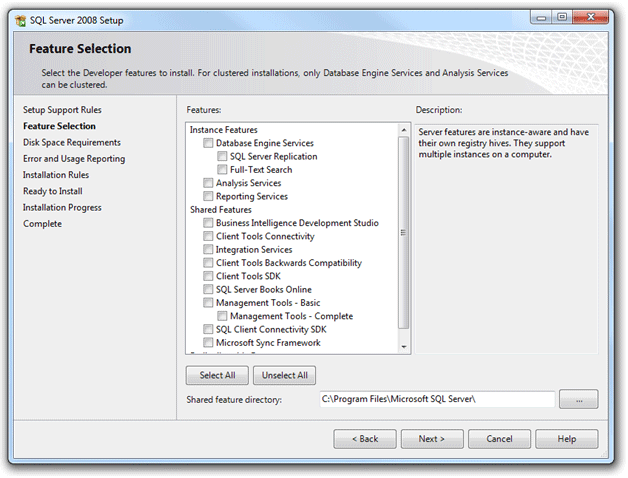 SQL Server 2008 Setup
Feature Selection
Select the Developer features to install. For clustered installations, only Database Engine Services and Analysis Services
can be clustered.
Setup Support Rules
Feature Selection
Disk Space Requirements
Error and Usage Reporting
Installation Rules
Ready to Install
Installation Progress
Complete
Features:
Instance Features
Database Engine Services
SQL Server Replication
Full-Text Search
Analysis Services
Reporting Services
Shared Features
Business Intelligence Development Studio
Client Tools Connectivity
Integration Services
Client Tools Backwards Compatibility
Client Tools SDK
SQL Server Books Online
Management Tools - Basic
Management Tools - Complete
SQL Client Connectivity SDK
Microsoft Sync Framework
Description:
Server features are instance-aware and have
their own registry hives. They support
multiple instances on a computer.
Select All
Unselect All
Shared feature directory:
C:\Program Files\Microsoft SQL Server\
...
< Back
Next >
Cancel
Help